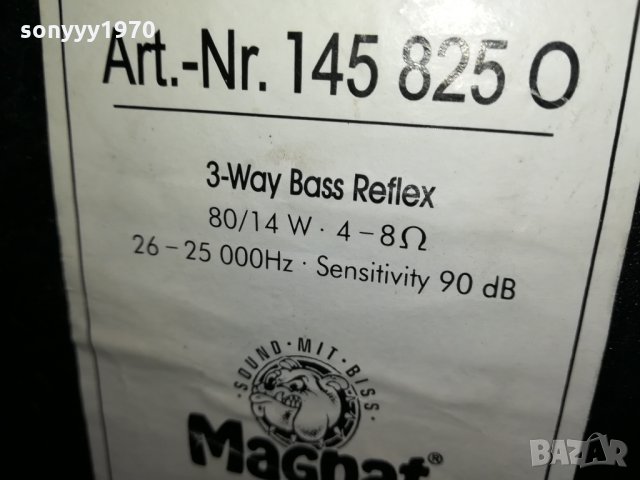 sonyyy1970
Art.-Nr. 145 825 O
3-Way Bass Reflex
80/14 W · 4 – 8Ω
26 – 25 000Hz · Sensitivity 90 dB
·SOUND·MIT·BISS·
Magnat®
BAZAR